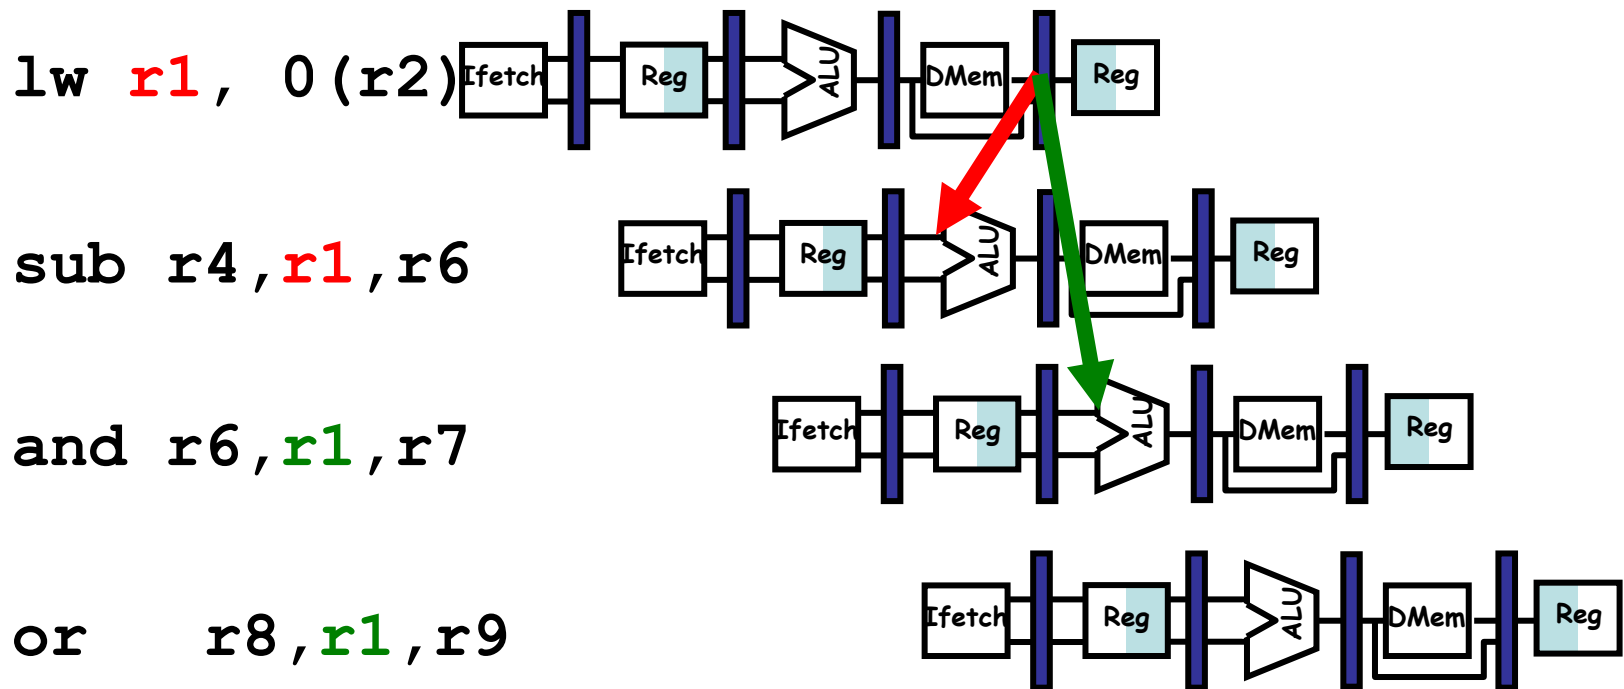 lw r1, 0(r2) Ifetch Reg ALU DMem Reg
sub r4,r1,r6 Ifetch Reg ALU DMem Reg
and r6,r1,r7 Ifetch Reg ALU DMem Reg
or r8,r1,r9 Ifetch Reg ALU DMem Reg